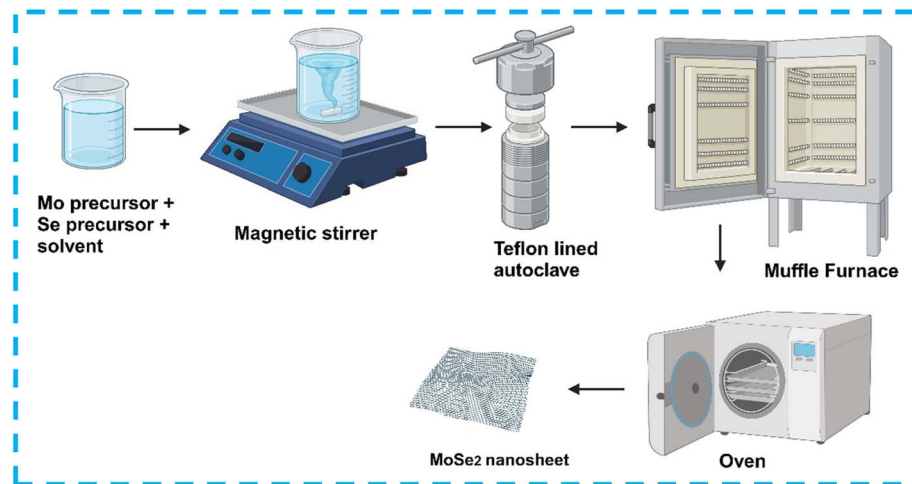 Mo precursor +
Se precursor +
solvent
Magnetic stirrer
Teflon lined
autoclave
Muffle Furnace
MoSe2 nanosheet
Oven